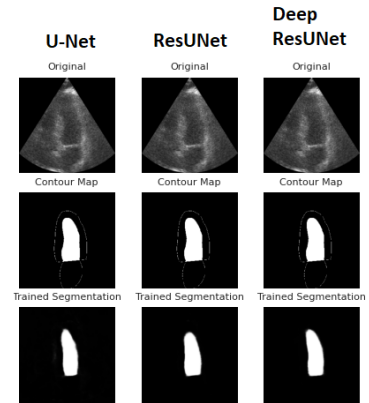 U-Net ResUNet Deep ResUNet
Original Original Original
Contour Map Contour Map Contour Map
Trained Segmentation Trained Segmentation Trained Segmentation